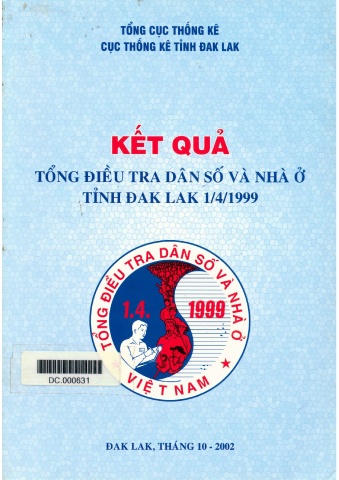 TỔNG CỤC THỐNG KÊ
CỤC THỐNG KÊ TỈNH ĐAK LAK
KẾT QUẢ
TỔNG ĐIỀU TRA DÂN SỐ VÀ NHÀ Ở
TỈNH ĐAK LAK 1/4/1999
TỔNG ĐIỀU TRA DÂN SỐ VÀ NHÀ Ở
1.4. 1999
VIỆT NAM
DC.000631
ĐAK LAK, THÁNG 10 - 2002